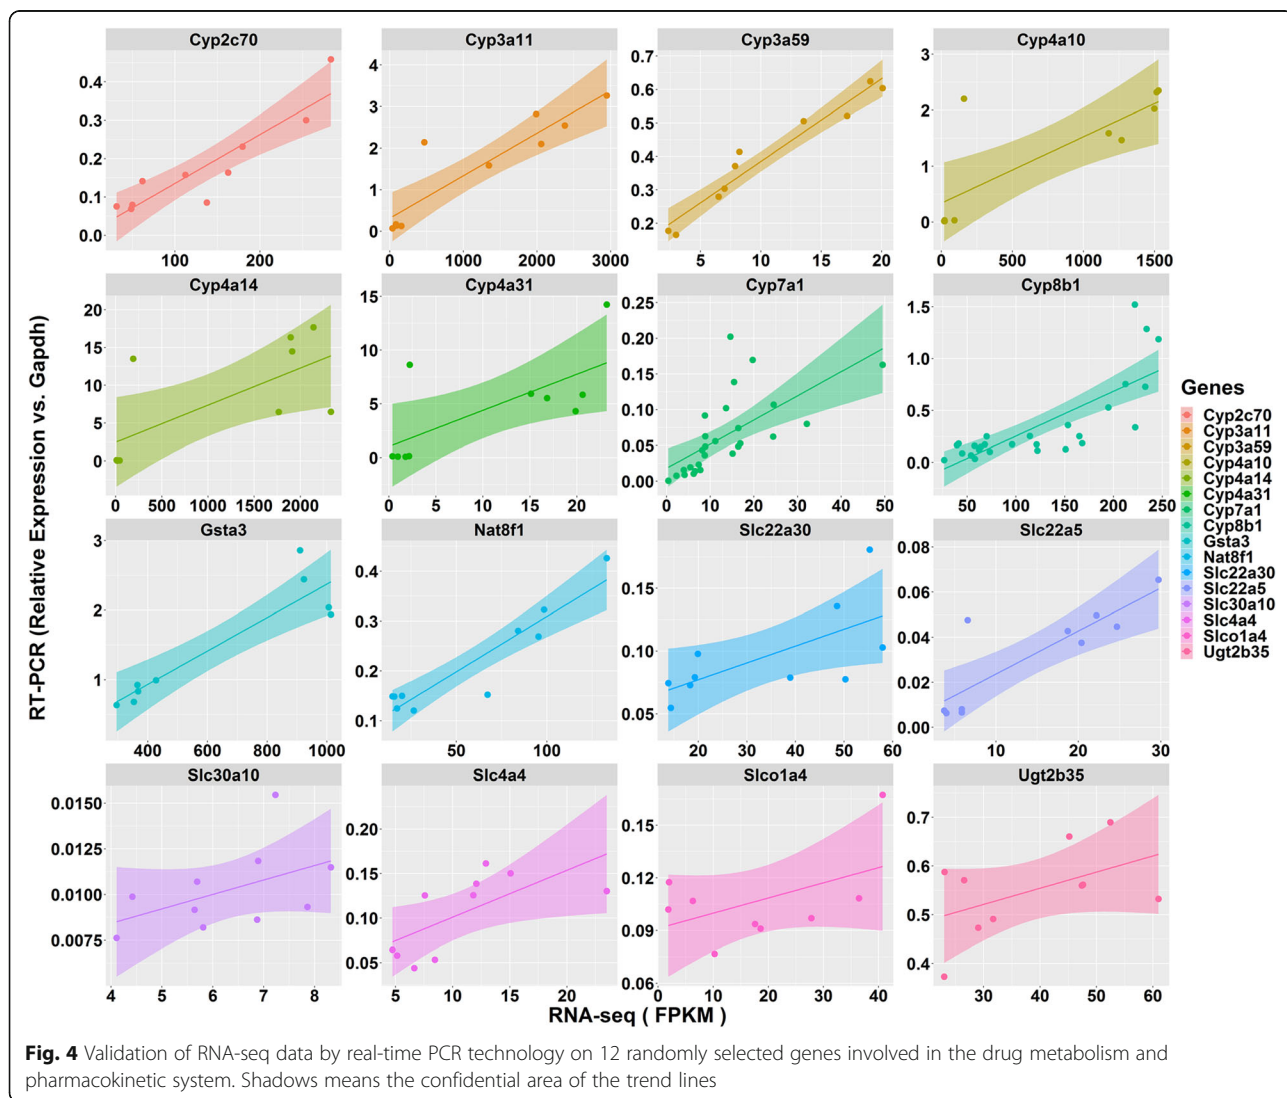 Cyp2c70 Cyp3a11 Cyp3a59 Cyp4a10
0.4 0.3 0.2 0.1 0.0
4 3 2 1 0
0.7 0.6 0.5 0.4 0.3 0.2
3 2 1 0
100 200
0 1000 2000 3000
5 10 15 20
0 500 1000 1500
Cyp4a14 Cyp4a31 Cyp7a1 Cyp8b1
20 15 10 5 0
15 10 5 0
0.25 0.20 0.15 0.10 0.05 0.00
1.5 1.0 0.5 0.0
0 500 1000 1500 2000
0 10 20
0 10 20 30 40 50
50 100 150 200 250
Gsta3 Nat8f1 Slc22a30 Slc22a5
3 2 1
0.4 0.3 0.2 0.1
0.15 0.10 0.05
0.08 0.06 0.04 0.02 0.00
400 600 800 1000
50 100
20 30 40 50
10 20 30
Slc30a10 Slc4a4 Slco1a4 Ugt2b35
0.0150 0.0125 0.0100 0.0075
0.20 0.15 0.10 0.05
0.15 0.12 0.09 0.06
0.7 0.6 0.5 0.4
4 5 6 7 8
5 10 15 20
0 10 20 30 40
30 40 50 60
RT-PCR (Relative Expression vs. Gapdh)
RNA-seq ( FPKM )
Genes
Cyp2c70
Cyp3a11
Cyp3a59
Cyp4a10
Cyp4a14
Cyp4a31
Cyp7a1
Cyp8b1
Gsta3
Nat8f1
Slc22a30
Slc22a5
Slc30a10
Slc4a4
Slco1a4
Ugt2b35
Fig. 4 Validation of RNA-seq data by real-time PCR technology on 12 randomly selected genes involved in the drug metabolism and
pharmacokinetic system. Shadows means the confidential area of the trend lines